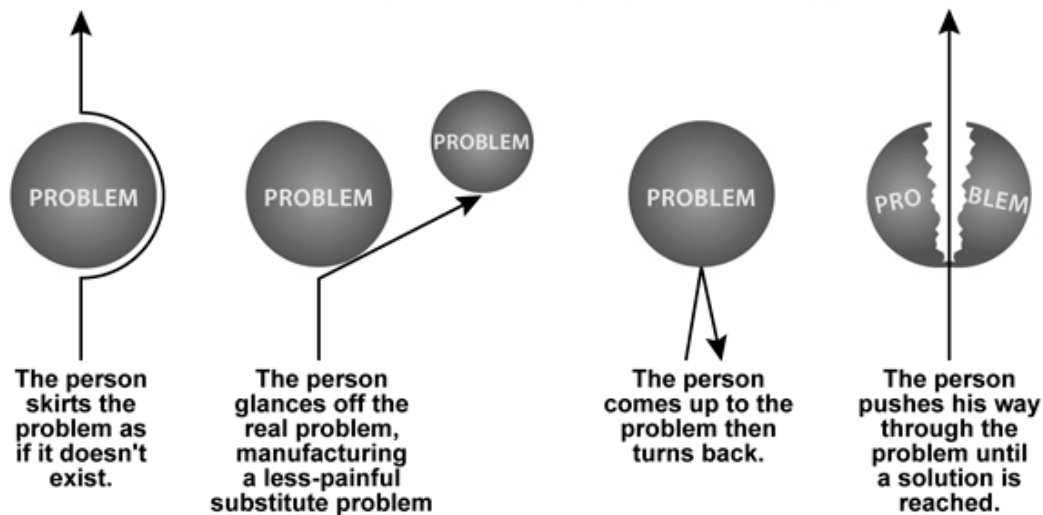 PROBLEM
PROBLEM
PROBLEM
PROBLEM
PRO BLEM
The person
skirts the
problem as
if it doesn't
exist.
The person
glances off the
real problem,
manufacturing
a less-painful
substitute problem
The person
comes up to the
problem then
turns back.
The person
pushes his way
through the
problem until
a solution is
reached.